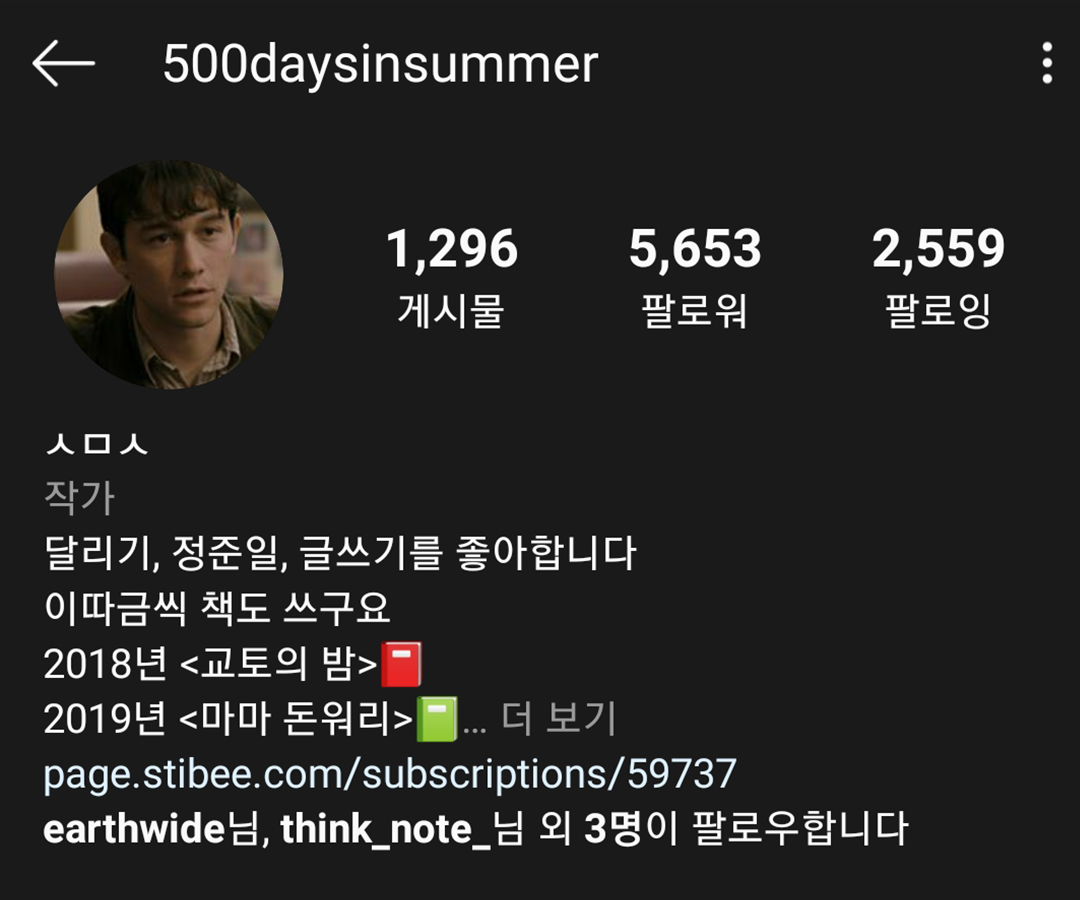 500daysinsummer
1,296 5,653 2,559
게시물 팔로워 팔로잉
ㅅㅁㅅ
작가
달리기, 정준일, 글쓰기를 좋아합니다
이따금씩 책도 쓰구요
2018년 <교토의 밤>📕
2019년 <마마 돈워리>📗... 더 보기
page.stibee.com/subscriptions/59737
earthwide님, think_note_님 외 3명이 팔로우합니다